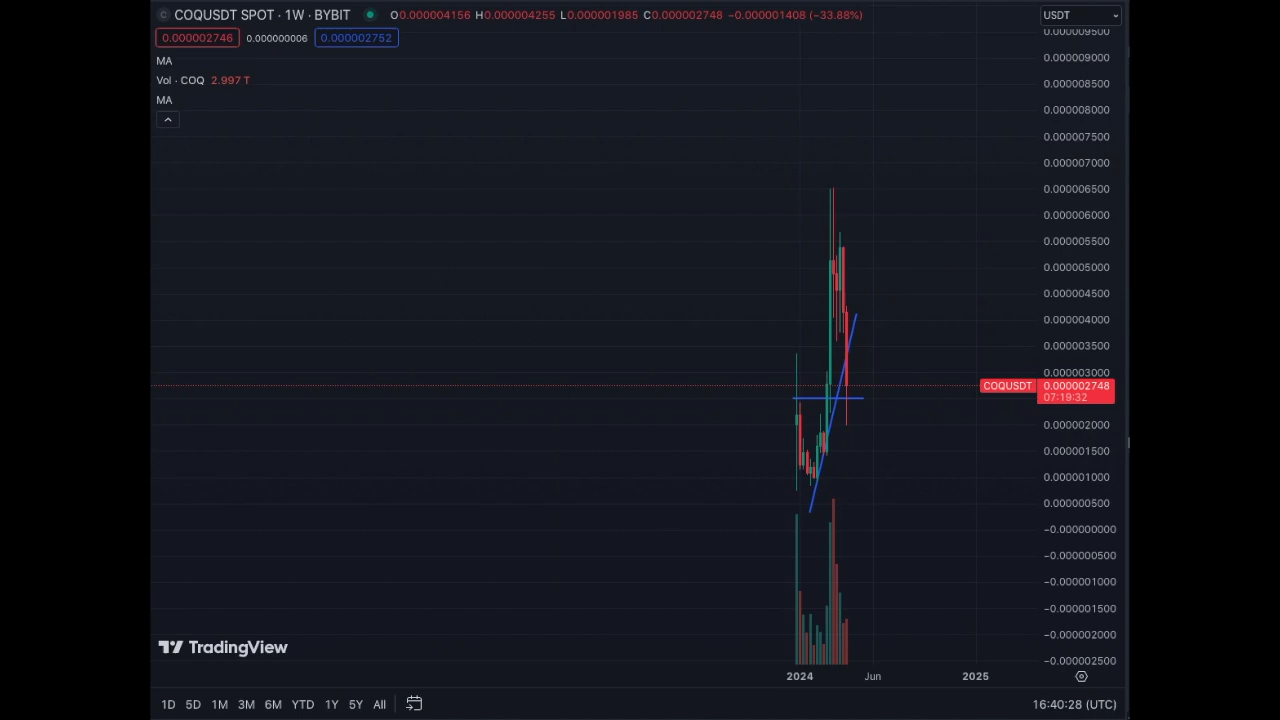 C COQUSDT SPOT · 1W · BYBIT O0.000004156 H0.000004255 L0.000001985 C0.000002748 −0.000001408 (−33.88%)
USDT
0.000002746 0.000000006 0.000002752
MA
Vol · COQ 2.997 T
MA
0.000009500
0.000009000
0.000008500
0.000008000
0.000007500
0.000007000
0.000006500
0.000006000
0.000005500
0.000005000
0.000004500
0.000004000
0.000003500
0.000003000
COQUSDT 0.000002748
07:19:32
0.000002000
0.000001500
0.000001000
0.000000500
−0.000000000
−0.000000500
−0.000001000
−0.000001500
−0.000002000
−0.000002500
TradingView
2024 Jun 2025
1D 5D 1M 3M 6M YTD 1Y 5Y All 16:40:28 (UTC)